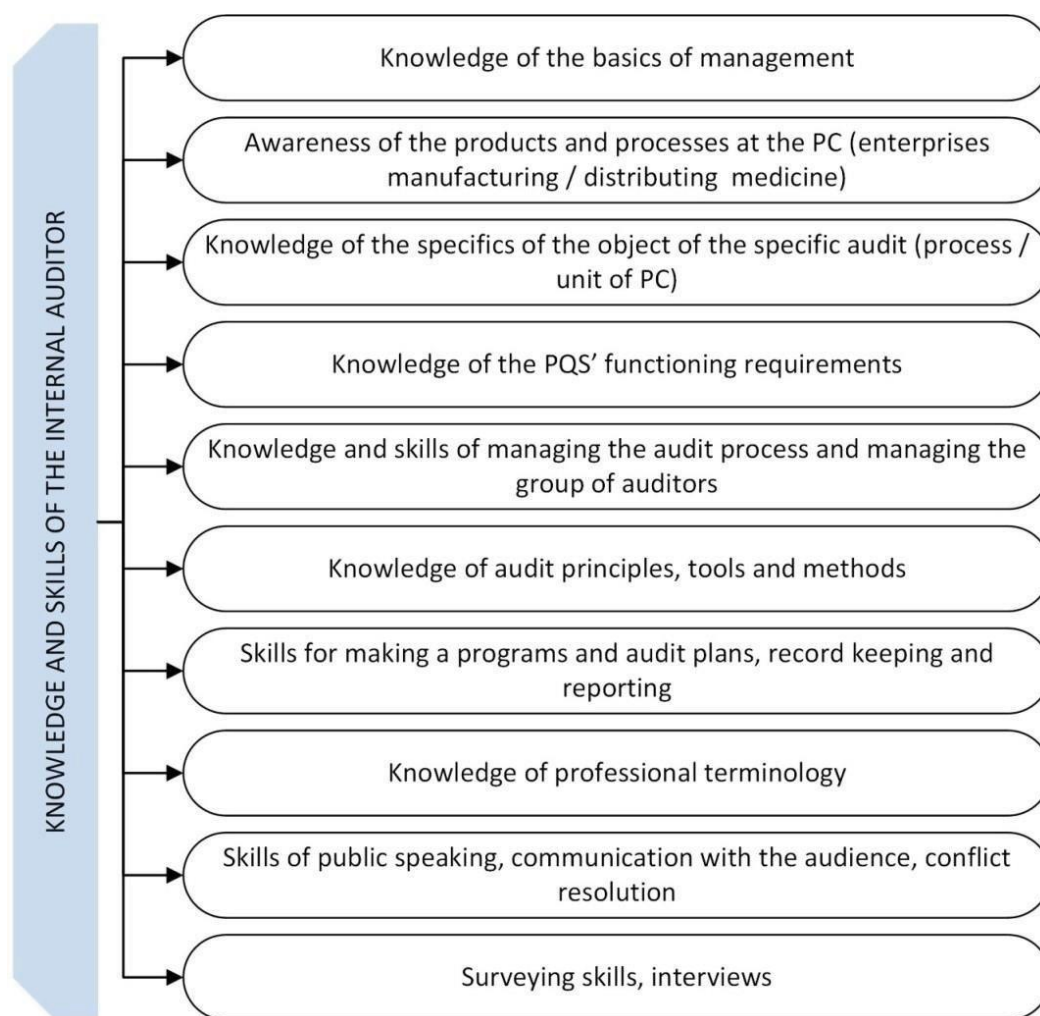 KNOWLEDGE AND SKILLS OF THE INTERNAL AUDITOR
Knowledge of the basics of management
Awareness of the products and processes at the PC (enterprises
manufacturing / distributing medicine)
Knowledge of the specifics of the object of the specific audit (process /
unit of PC)
Knowledge of the PQS’ functioning requirements
Knowledge and skills of managing the audit process and managing the
group of auditors
Knowledge of audit principles, tools and methods
Skills for making a programs and audit plans, record keeping and
reporting
Knowledge of professional terminology
Skills of public speaking, communication with the audience, conflict
resolution
Surveying skills, interviews